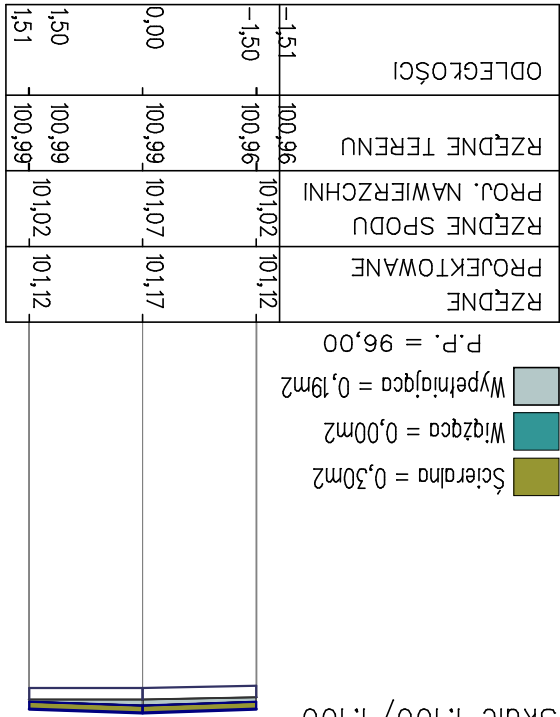 Skale 1:100/1:100
Ścieralna = 0,30m2
Wiążąca = 0,00m2
Wypełniająca = 0,19m2
P.P. = 96,00
RZĘDNE
PROJEKTOWANE
101,12
101,17
101,12
RZĘDNE SPODU
PROJ. NAWIERZCHNI
101,02
101,07
101,02
RZĘDNE TERENU
100,96
100,96
100,99
100,99
100,99
ODLEGŁOŚCI
-1,51
-1,50
0,00
1,50
1,51